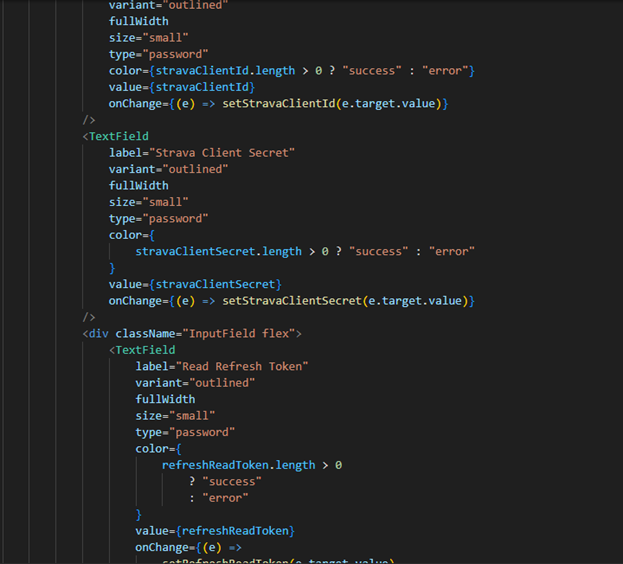 variant="outlined"
fullWidth
size="small"
type="password"
color={stravaClientId.length > 0 ? "success" : "error"}
value={stravaClientId}
onChange={(e) => setStravaClientId(e.target.value)}
/>
<TextField
label="Strava Client Secret"
variant="outlined"
fullWidth
size="small"
type="password"
color={
stravaClientSecret.length > 0 ? "success" : "error"
}
value={stravaClientSecret}
onChange={(e) => setStravaClientSecret(e.target.value)}
/>
<div className="InputField flex">
<TextField
label="Read Refresh Token"
variant="outlined"
fullWidth
size="small"
type="password"
color={
refreshReadToken.length > 0
? "success"
: "error"
}
value={refreshReadToken}
onChange={(e) =>
setRefreshReadToken(e.target.value)